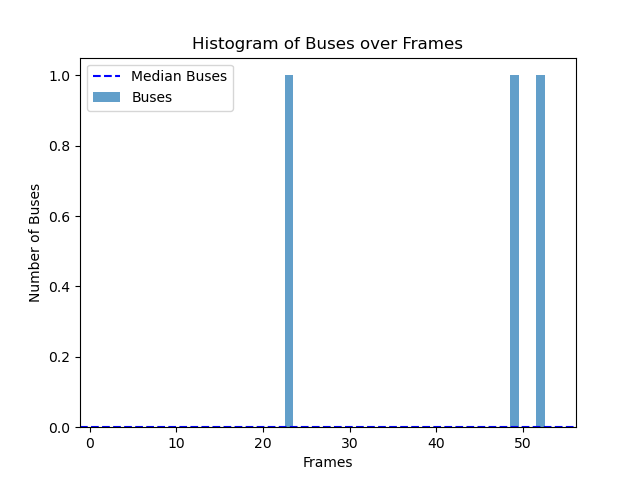 Histogram of Buses over Frames
Median Buses
Buses
Number of Buses
1.0
0.8
0.6
0.4
0.2
0.0
0 10 20 30 40 50
Frames